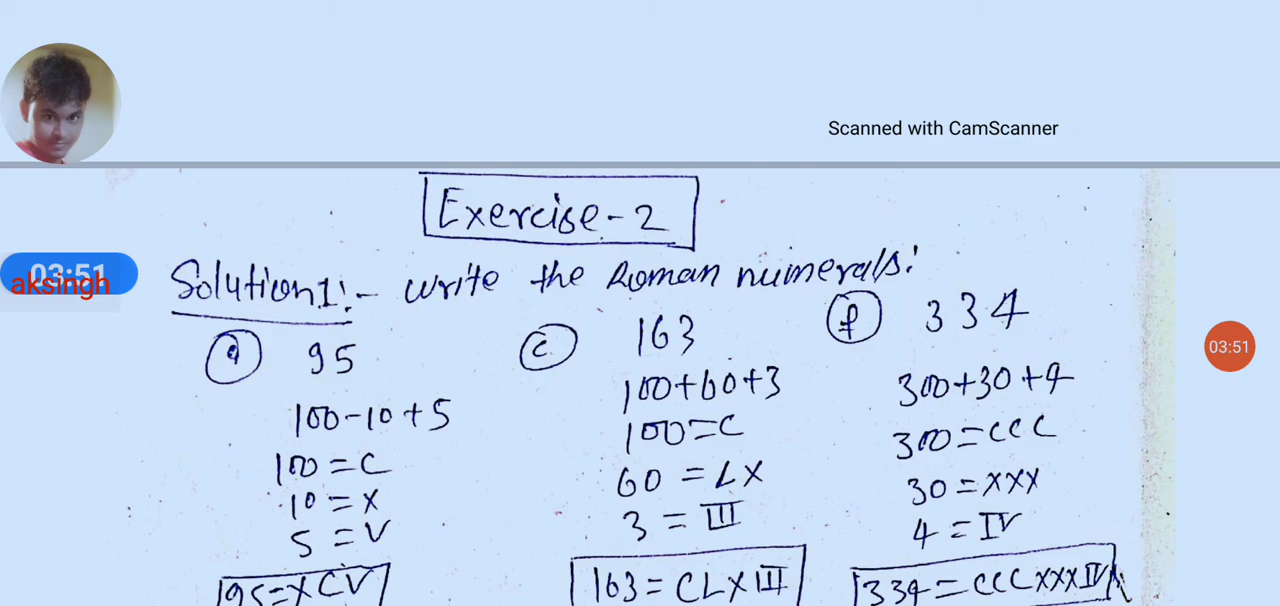 Scanned with CamScanner
Exercise-2
03:51
aksingh
Solution1:- write the Roman numerals:
(a) 95
100-10+5
100=C
10=X
5=V
95=XCV
(c) 163
100+60+3
100=C
60=LX
3=III
163=CLXIII
(f) 334
300+30+4
300=CCC
30=XXX
4=IV
334=CCCXXXIV
03:51